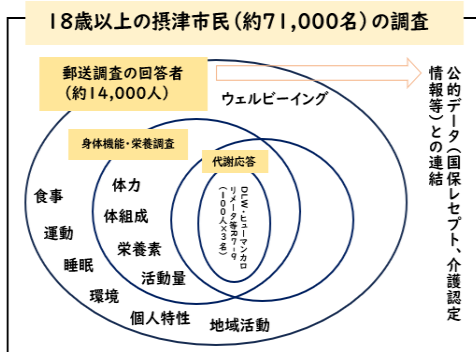 18歳以上の摂津市民(約71,000名)の調査
郵送調査の回答者
(約14,000人)
ウェルビーイング
公的データ(国保レセプト、介護認定
情報等)との連結
身体機能・栄養調査
代謝応答
DLW・ヒューマンカロ
リメータ等R7-9
(100人×3年)
食事
運動
睡眠
環境
個人特性
地域活動
体力
体組成
栄養素
活動量